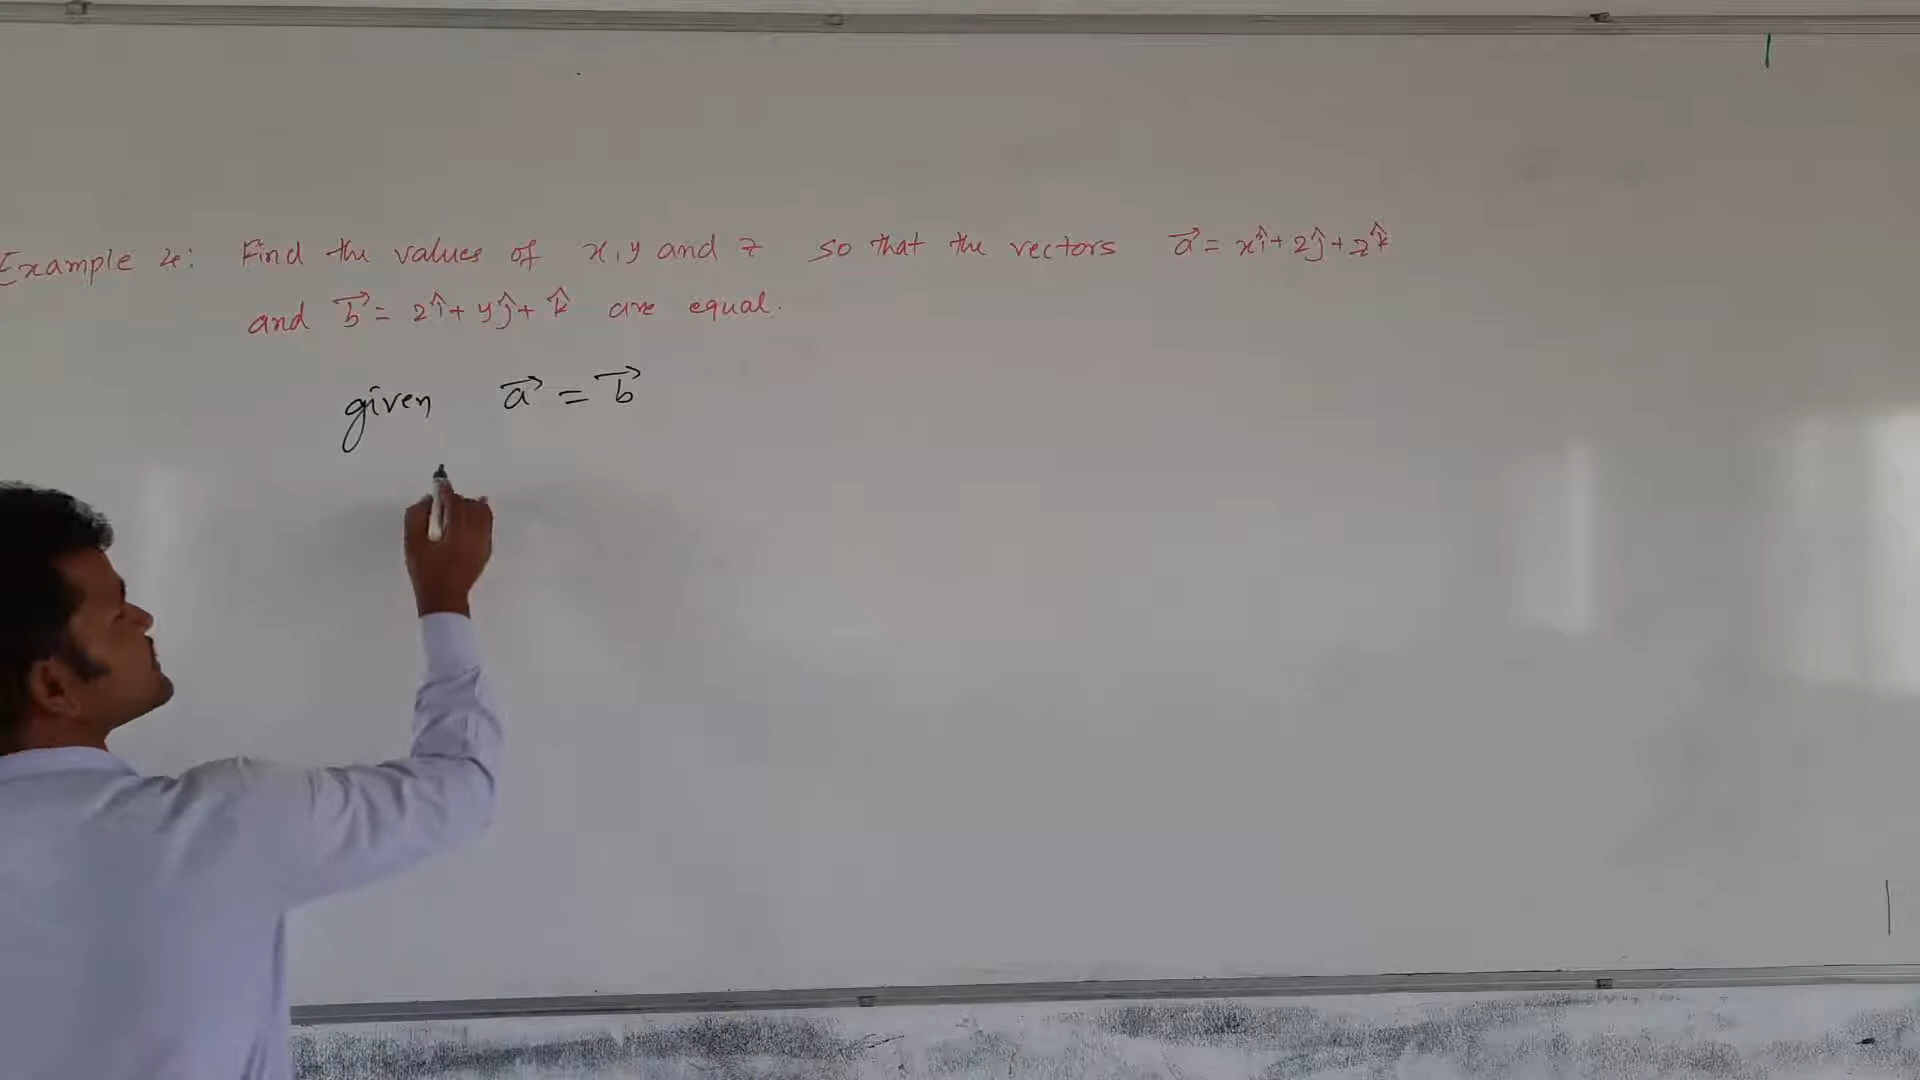 Example 4: Find the values of x, y and z so that the vectors a⃗ = xî + 2ĵ + zk̂
and b⃗ = 2î + yĵ + k̂ are equal.
given a⃗ = b⃗